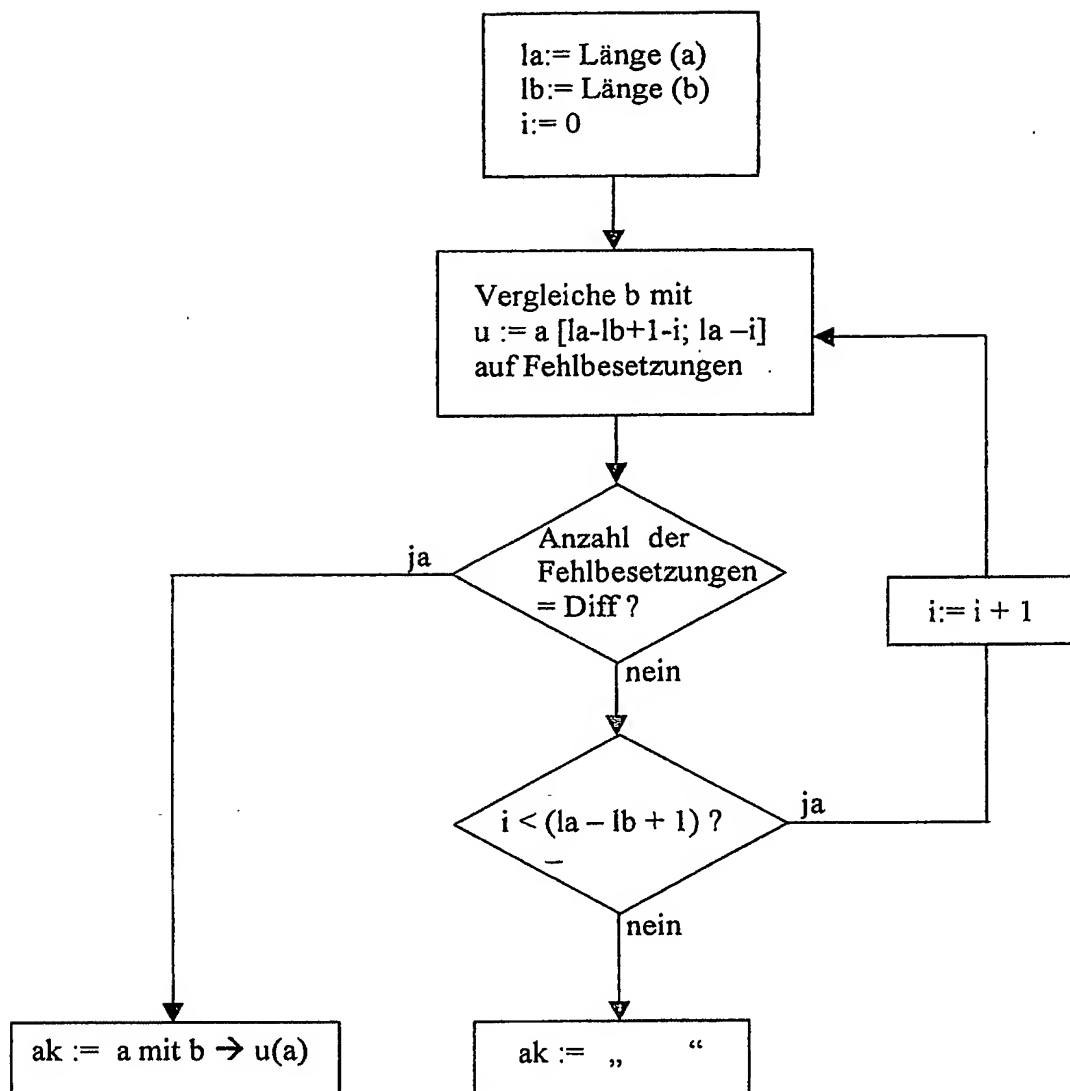 la:= Länge (a)
lb:= Länge (b)
i:= 0
Vergleiche b mit
u := a [la-lb+1-i; la –i]
auf Fehlbesetzungen
ja
Anzahl der
Fehlbesetzungen
= Diff ?
i:= i + 1
nein
i < (la – lb + 1) ?
ja
nein
ak := a mit b → u(a)
ak := „ “